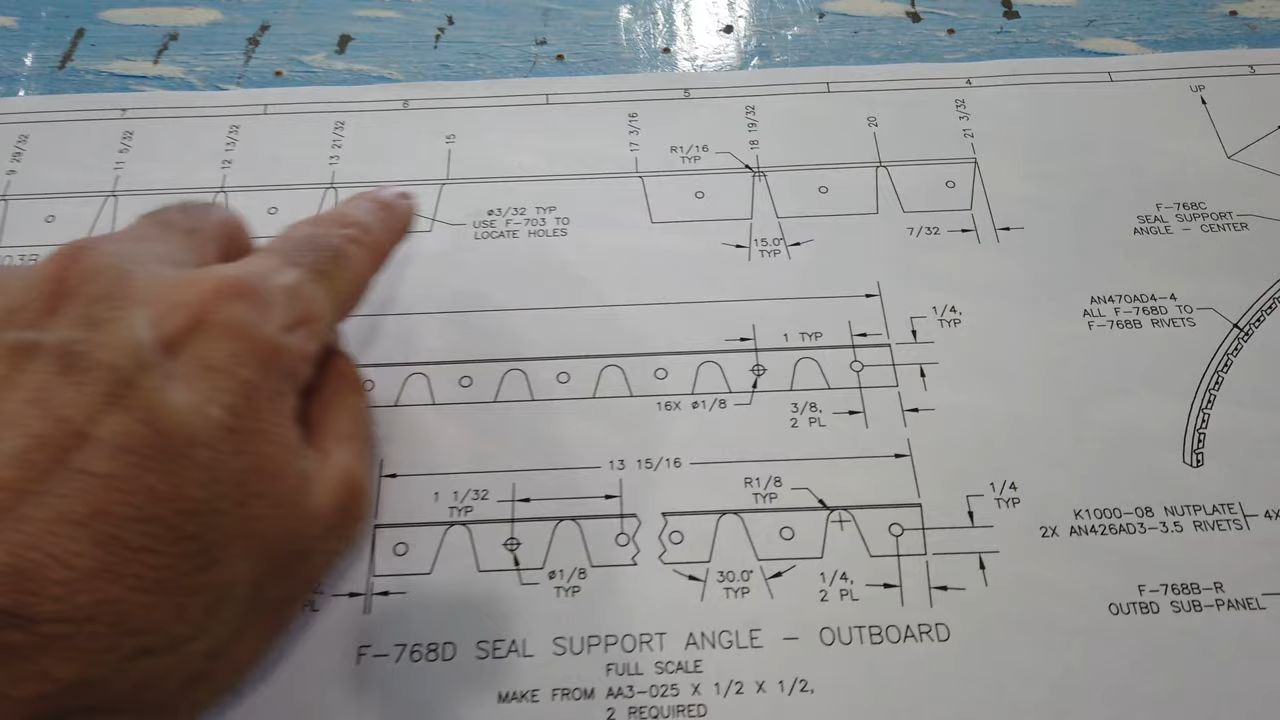 7
6
5
4
3
9 29/32
11 5/32
12 13/32
13 21/32
15
17 3/16
18 19/32
20
21 3/32
UP
R1/16
TYP
ø3/32 TYP
USE F-703 TO
LOCATE HOLES
15.0°
TYP
7/32
F-768C
SEAL SUPPORT
ANGLE - CENTER
03B
1/4,
TYP
1 TYP
16X ø1/8
3/8,
2 PL
AN470AD4-4
ALL F-768D TO
F-768B RIVETS
13 15/16
1 1/32
TYP
R1/8
TYP
1/4
TYP
ø1/8
TYP
30.0°
TYP
1/4,
2 PL
PL
K1000-08 NUTPLATE
2X AN426AD3-3.5 RIVETS
4X
F-768B-R
OUTBD SUB-PANEL
F-768D SEAL SUPPORT ANGLE - OUTBOARD
FULL SCALE
MAKE FROM AA3-025 X 1/2 X 1/2,
2 REQUIRED